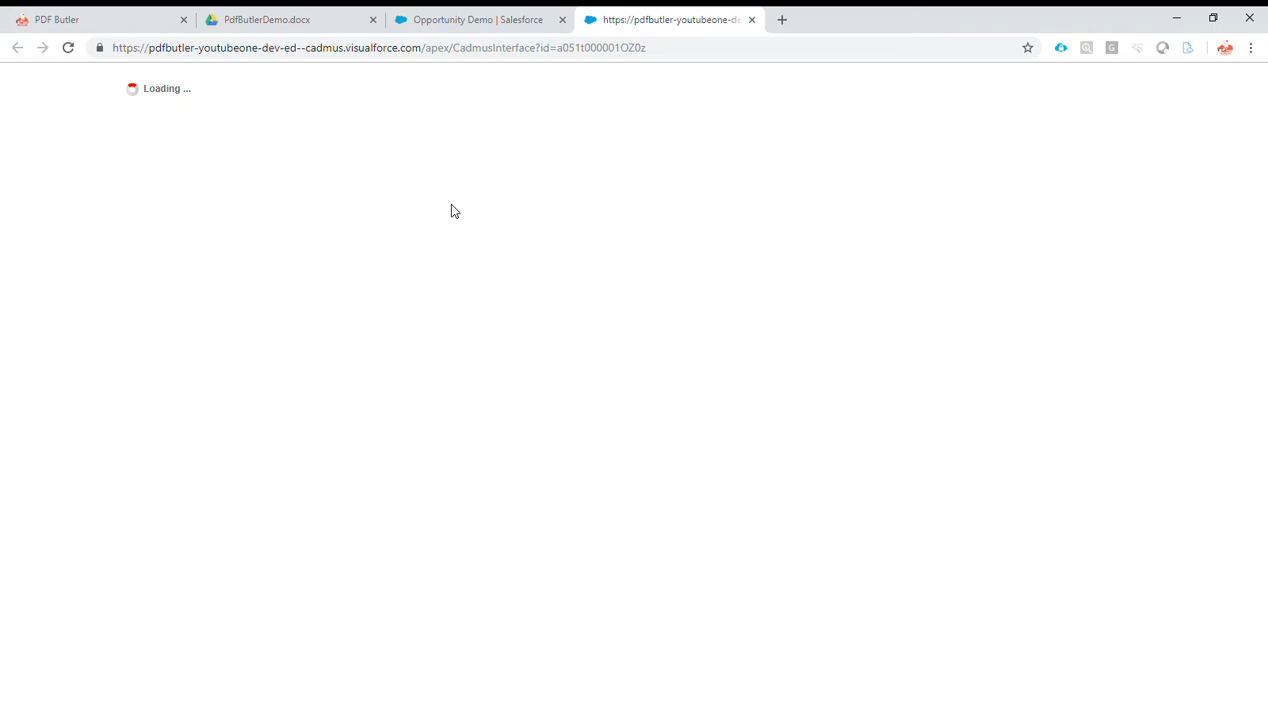 PDF Butler
PdfButlerDemo.docx
Opportunity Demo | Salesforce
https://pdfbutler-youtubeone-de
https://pdfbutler-youtubeone-dev-ed--cadmus.visualforce.com/apex/CadmusInterface?id=a051t000001OZ0z
G
Loading ...